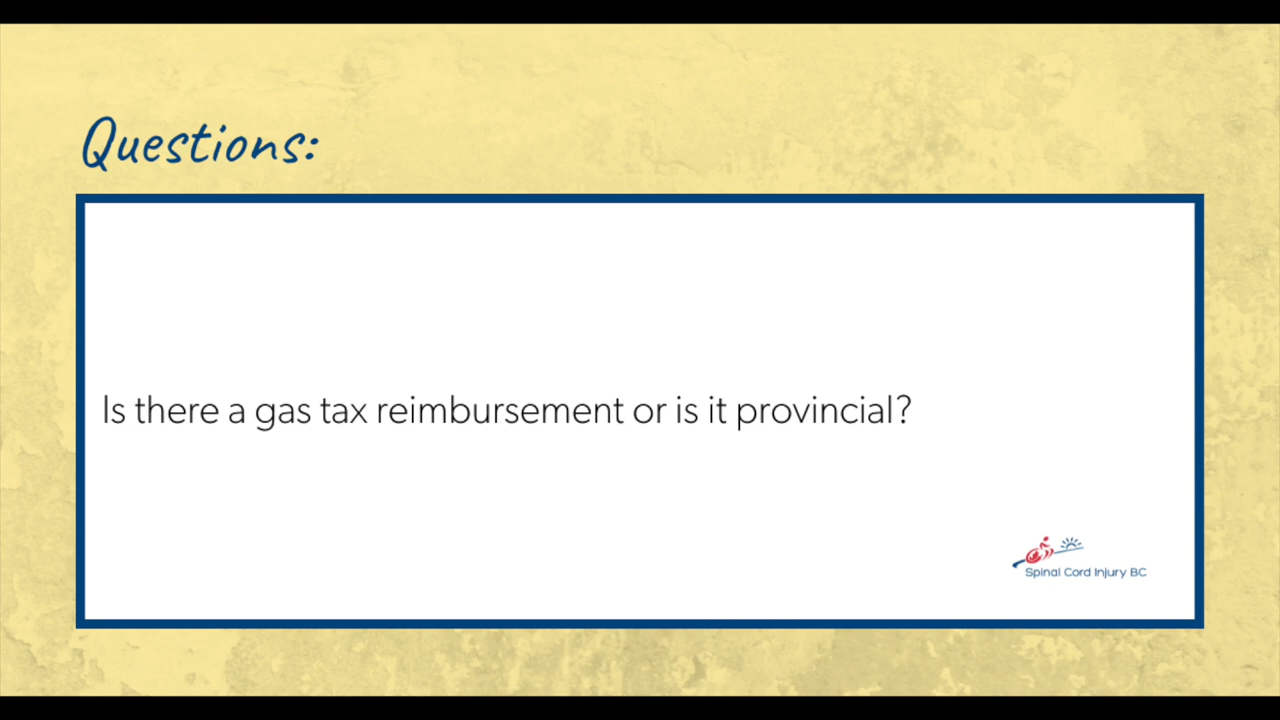 Questions:
Is there a gas tax reimbursement or is it provincial?
Spinal Cord Injury BC